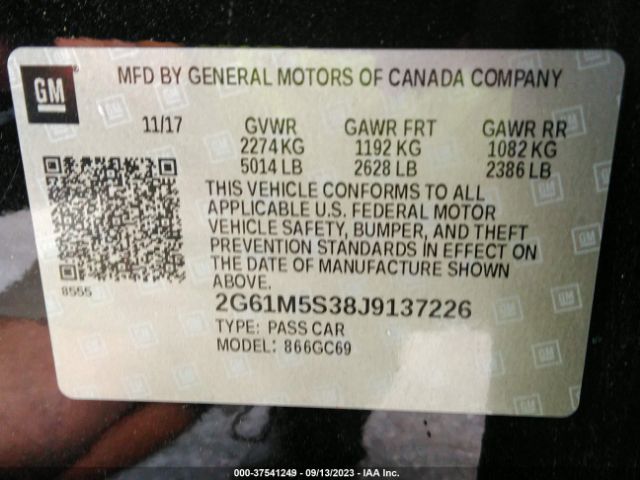 GM
MFD BY GENERAL MOTORS OF CANADA COMPANY
11/17 GVWR GAWR FRT GAWR RR
2274 KG 1192 KG 1082 KG
5014 LB 2628 LB 2386 LB
THIS VEHICLE CONFORMS TO ALL
APPLICABLE U.S. FEDERAL MOTOR
VEHICLE SAFETY, BUMPER, AND THEFT
PREVENTION STANDARDS IN EFFECT ON
THE DATE OF MANUFACTURE SHOWN
ABOVE.
8555
2G61M5S38J9137226
TYPE: PASS CAR
MODEL: 866GC69
000-37541249 - 09/13/2023 - IAA Inc.